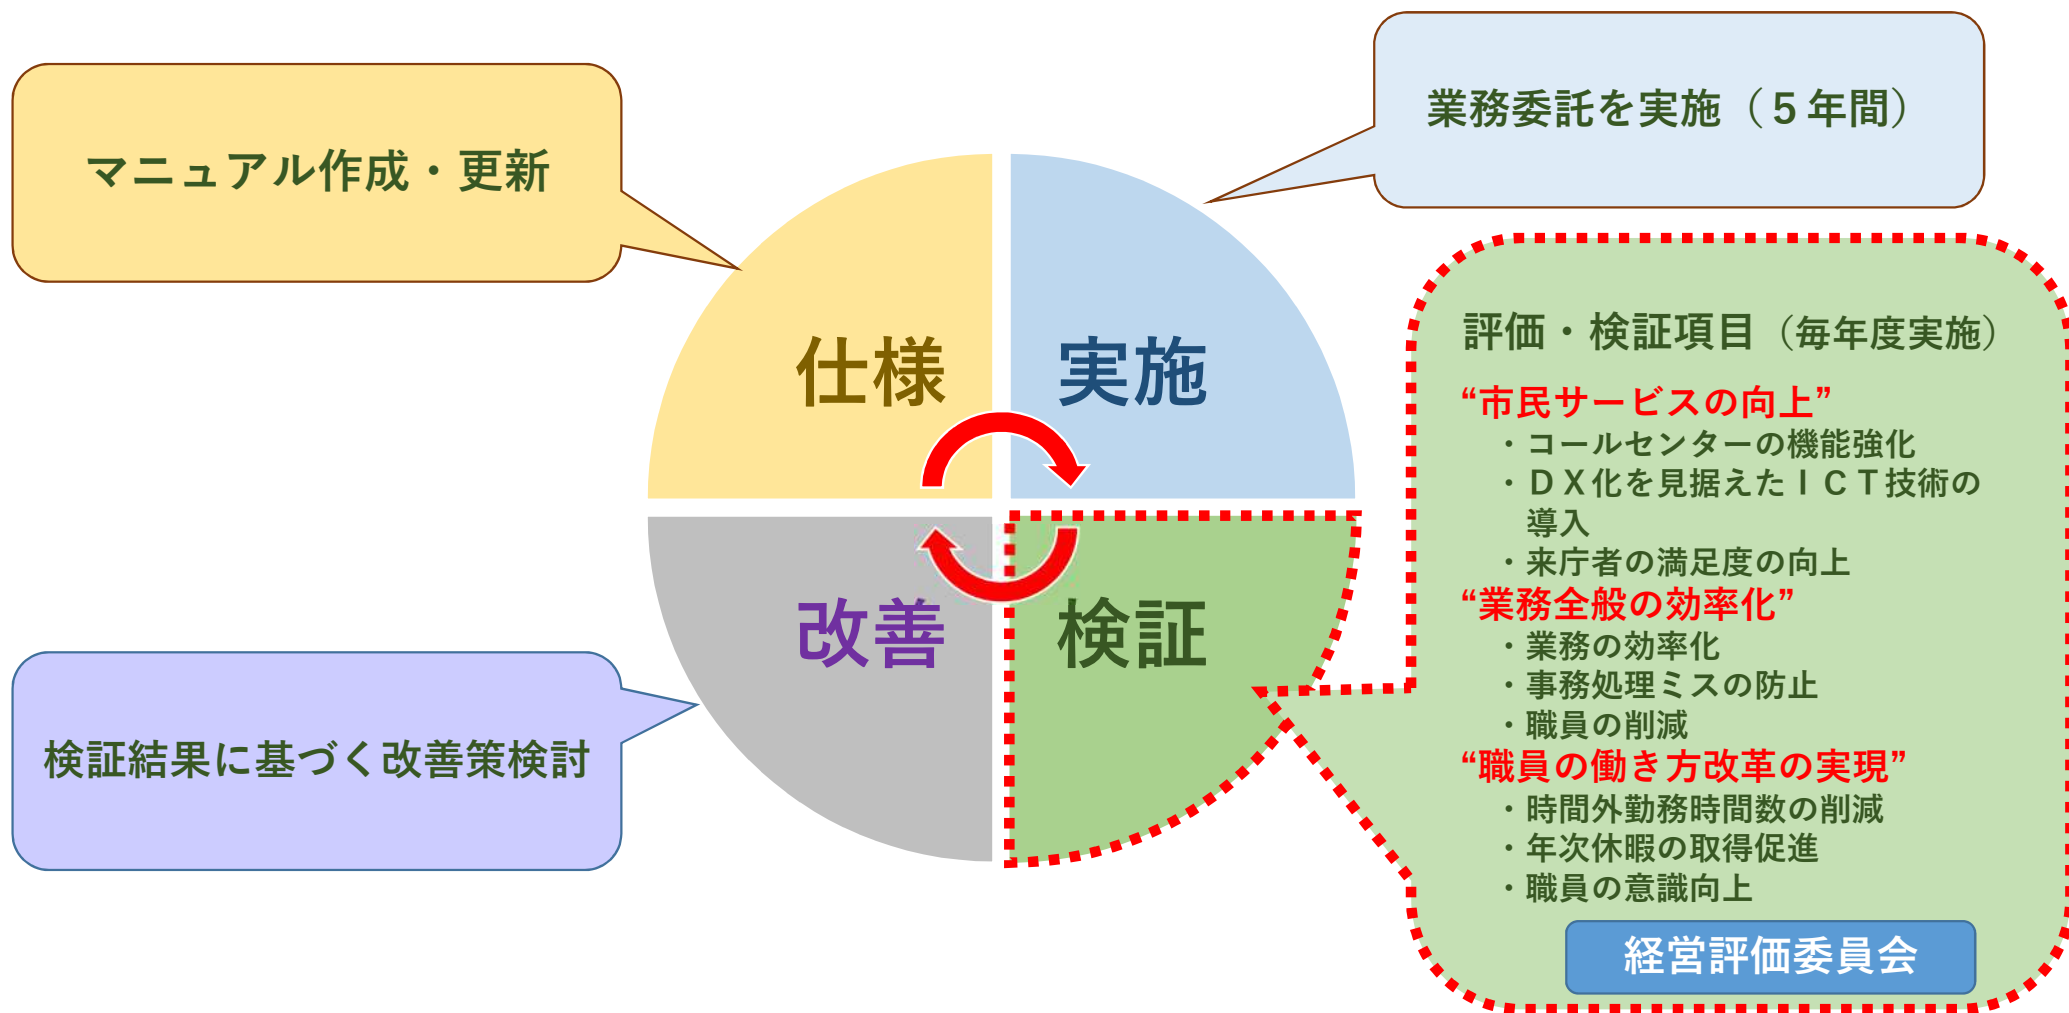 マニュアル作成・更新
業務委託を実施（５年間）
仕様
実施
改善
検証
検証結果に基づく改善策検討
評価・検証項目（毎年度実施）
“市民サービスの向上”
・コールセンターの機能強化
・ＤＸ化を見据えたＩＣＴ技術の
導入
・来庁者の満足度の向上
“業務全般の効率化”
・業務の効率化
・事務処理ミスの防止
・職員の削減
“職員の働き方改革の実現”
・時間外勤務時間数の削減
・年次休暇の取得促進
・職員の意識向上
経営評価委員会